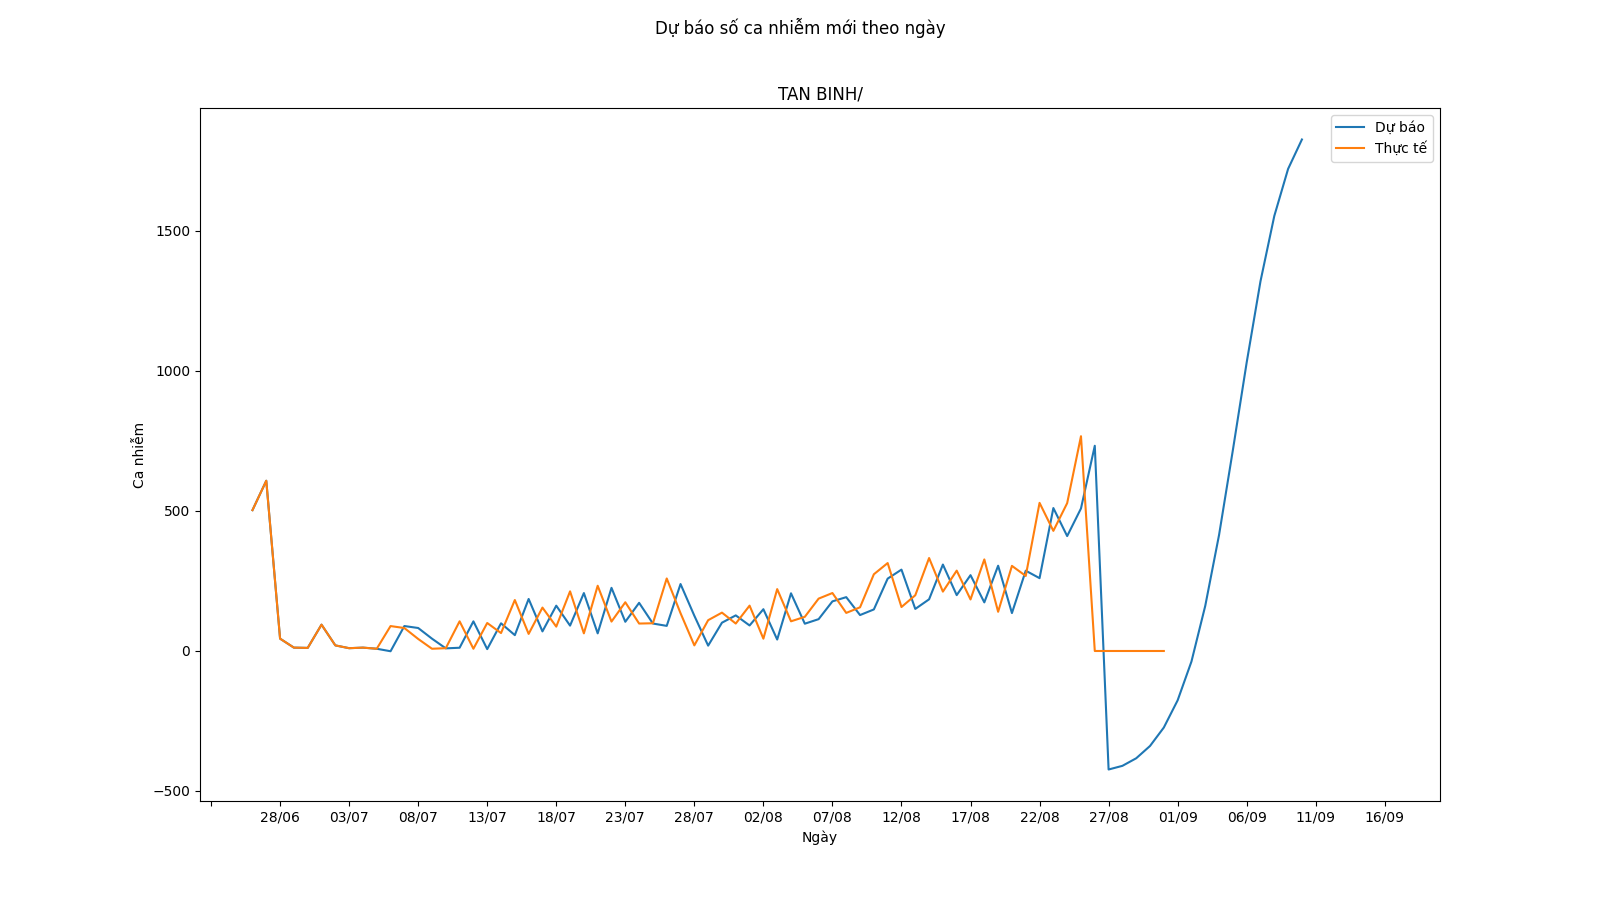 Dự báo số ca nhiễm mới theo ngày
TAN BINH/
Dự báo
Thực tế
1500
1000
500
0
−500
Ca nhiễm
28/06 03/07 08/07 13/07 18/07 23/07 28/07 02/08 07/08 12/08 17/08 22/08 27/08 01/09 06/09 11/09 16/09
Ngày